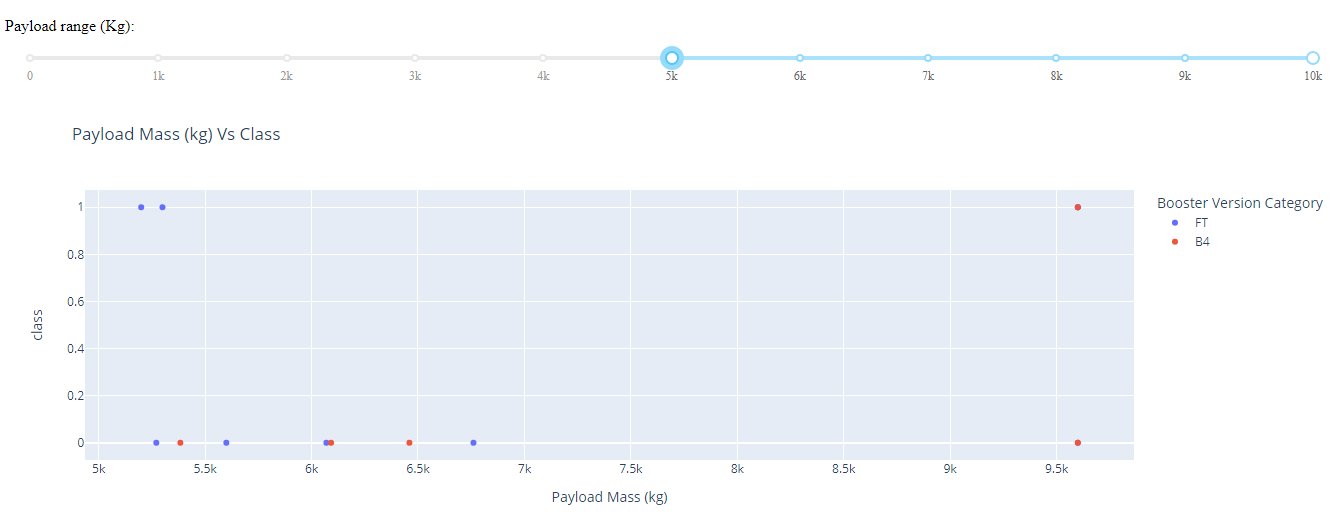 Payload range (Kg):
0 1k 2k 3k 4k 5k 6k 7k 8k 9k 10k
Payload Mass (kg) Vs Class
Booster Version Category
FT
B4
1
0.8
0.6
0.4
0.2
0
class
5k 5.5k 6k 6.5k 7k 7.5k 8k 8.5k 9k 9.5k
Payload Mass (kg)